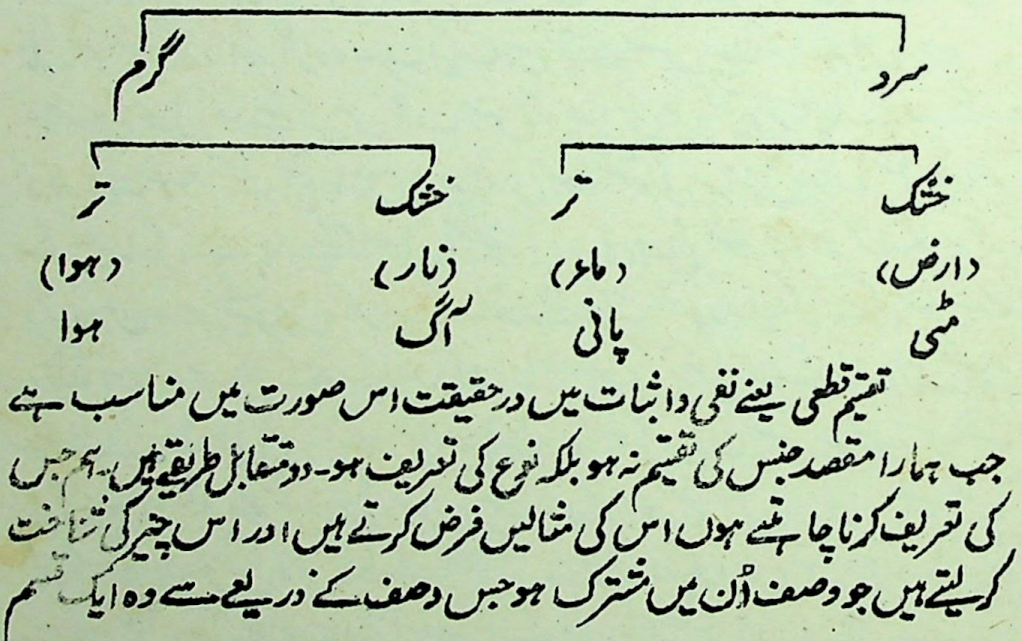 سرد گرم
خشک تر خشک تر
(ارض) (ماء) (نار) (ہوا)
مٹی پانی آگ ہوا
تقسیم قطعی یعنے نفی و اثبات میں در حقیقت اس صورت میں مناسب ہے
جب ہمارا مقصد جنس کی تقسیم نہ ہو بلکہ نوع کی تعریف ہو۔ دو متقابل طریقے ہیں۔ ہم جس
کی تعریف کرنا چاہتے ہوں اس کی مثالیں فرض کرتے ہیں اور اس چیز کی شناخت
کر لیتے ہیں جو وصف اُن میں مشترک ہو جس وصف کے ذریعے سے وہ ایک قسم